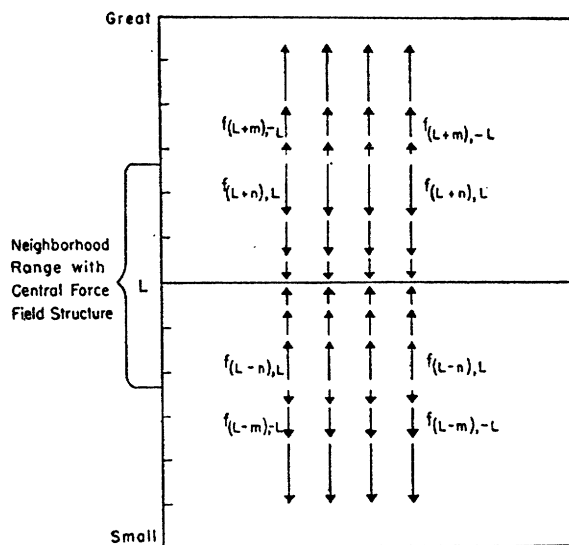 Great
f(L+m),-L f(L+m),-L
f(L+n),L f(L+n),L
Neighborhood
Range with
Central Force
Field Structure
L
f(L-n),L f(L-n),L
f(L-m),-L f(L-m),-L
Small